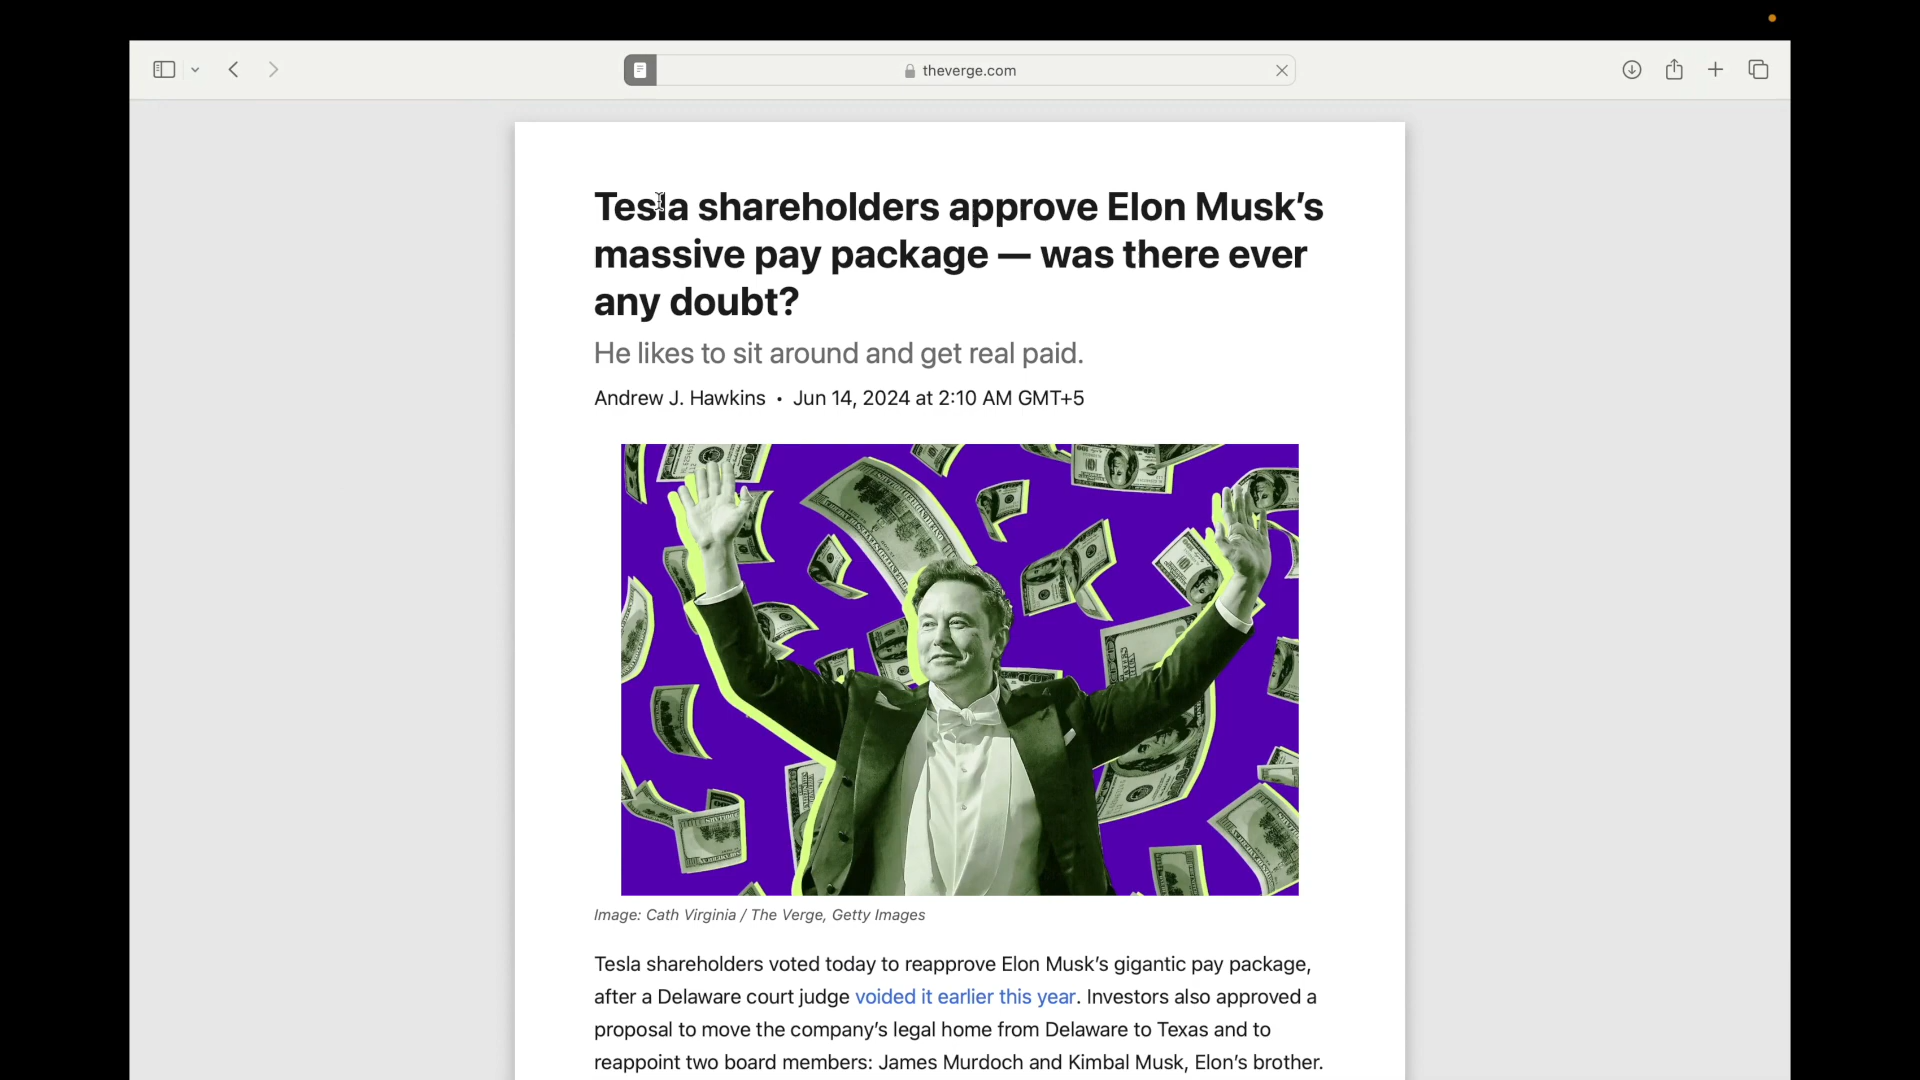 theverge.com
Tesla shareholders approve Elon Musk’s
massive pay package — was there ever
any doubt?
He likes to sit around and get real paid.
Andrew J. Hawkins • Jun 14, 2024 at 2:10 AM GMT+5
Image: Cath Virginia / The Verge, Getty Images
Tesla shareholders voted today to reapprove Elon Musk’s gigantic pay package,
after a Delaware court judge voided it earlier this year. Investors also approved a
proposal to move the company’s legal home from Delaware to Texas and to
reappoint two board members: James Murdoch and Kimbal Musk, Elon’s brother.